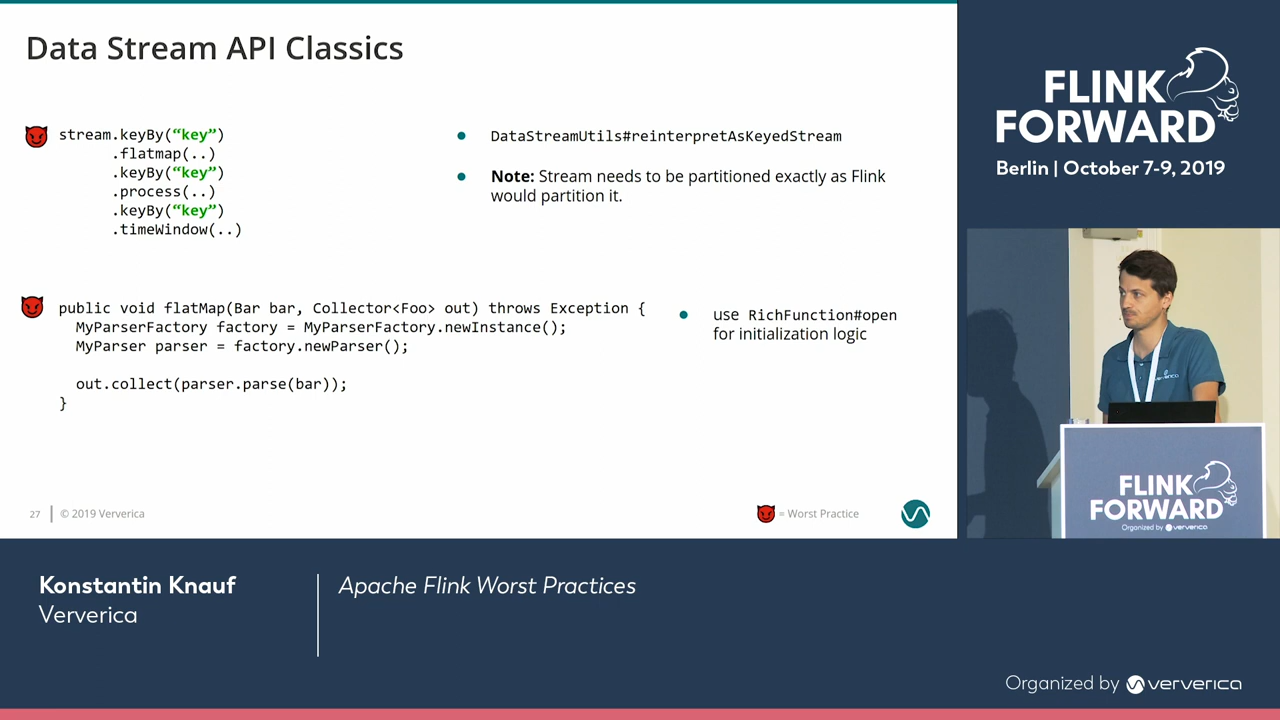 Data Stream API Classics
stream.keyBy(“key”)
.flatmap(..)
.keyBy(“key”)
.process(..)
.keyBy(“key”)
.timeWindow(..)
DataStreamUtils#reinterpretAsKeyedStream
Note: Stream needs to be partitioned exactly as Flink
would partition it.
public void flatMap(Bar bar, Collector<Foo> out) throws Exception {
MyParserFactory factory = MyParserFactory.newInstance();
MyParser parser = factory.newParser();
out.collect(parser.parse(bar));
}
use RichFunction#open
for initialization logic
27 © 2019 Ververica
= Worst Practice
FLINK
FORWARD
Berlin | October 7-9, 2019
ververica
FLINK
FORWARD
Organized by ververica
Konstantin Knauf
Ververica
Apache Flink Worst Practices
Organized by ververica